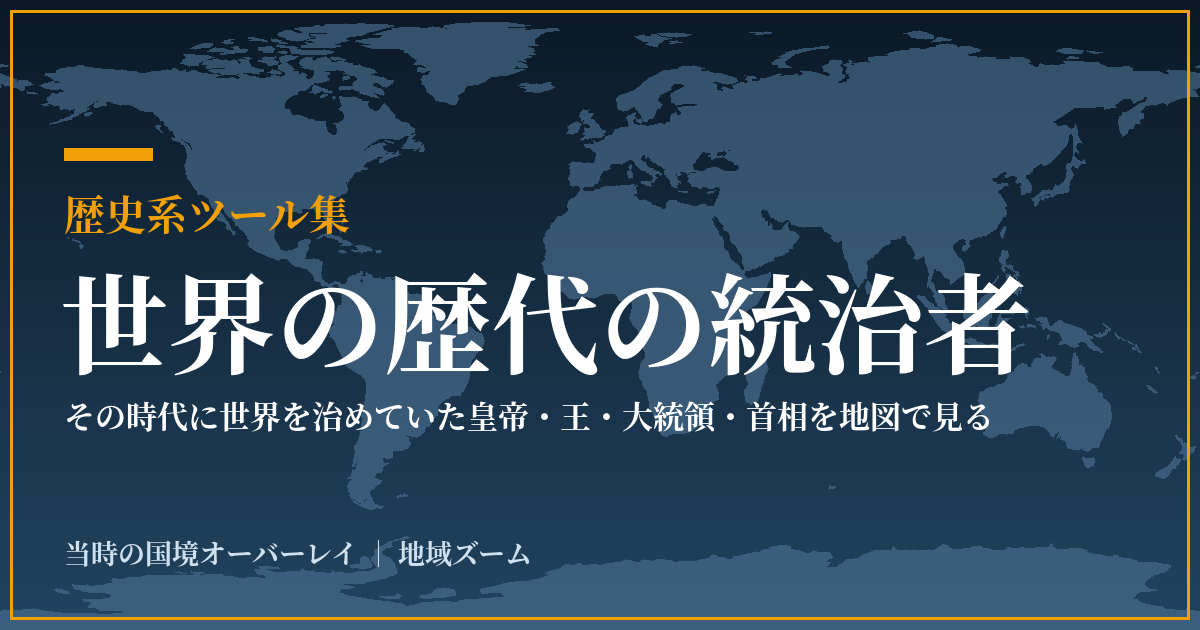 歴史系ツール集
世界の歴代の統治者
その時代に世界を治めていた皇帝・王・大統領・首相を地図で見る
当時の国境オーバーレイ｜地域ズーム